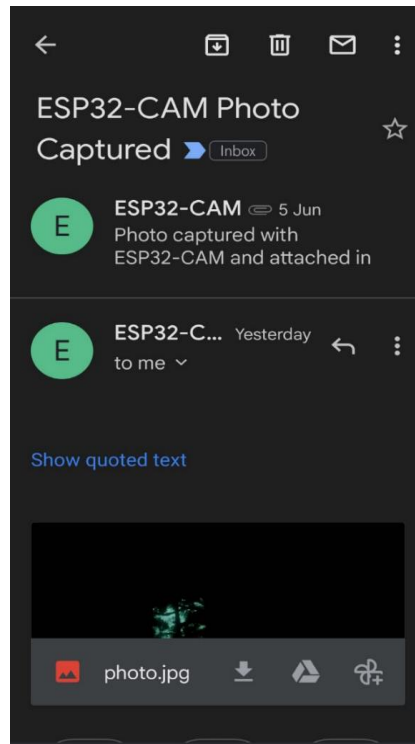 ESP32-CAM Photo
Captured Inbox
E
ESP32-CAM 5 Jun
Photo captured with
ESP32-CAM and attached in
E
ESP32-C... Yesterday
to me
Show quoted text
photo.jpg